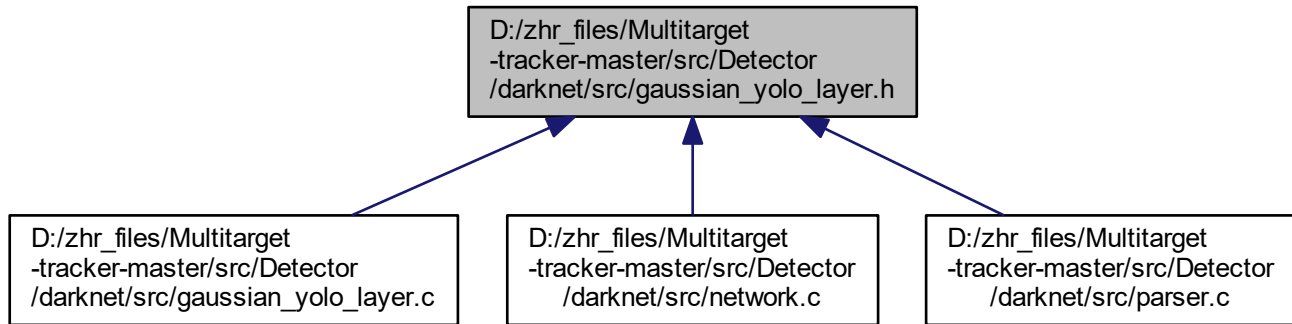 D:/zhr_files/Multitarget
-tracker-master/src/Detector
/darknet/src/gaussian_yolo_layer.h
D:/zhr_files/Multitarget
-tracker-master/src/Detector
/darknet/src/gaussian_yolo_layer.c
D:/zhr_files/Multitarget
-tracker-master/src/Detector
/darknet/src/network.c
D:/zhr_files/Multitarget
-tracker-master/src/Detector
/darknet/src/parser.c